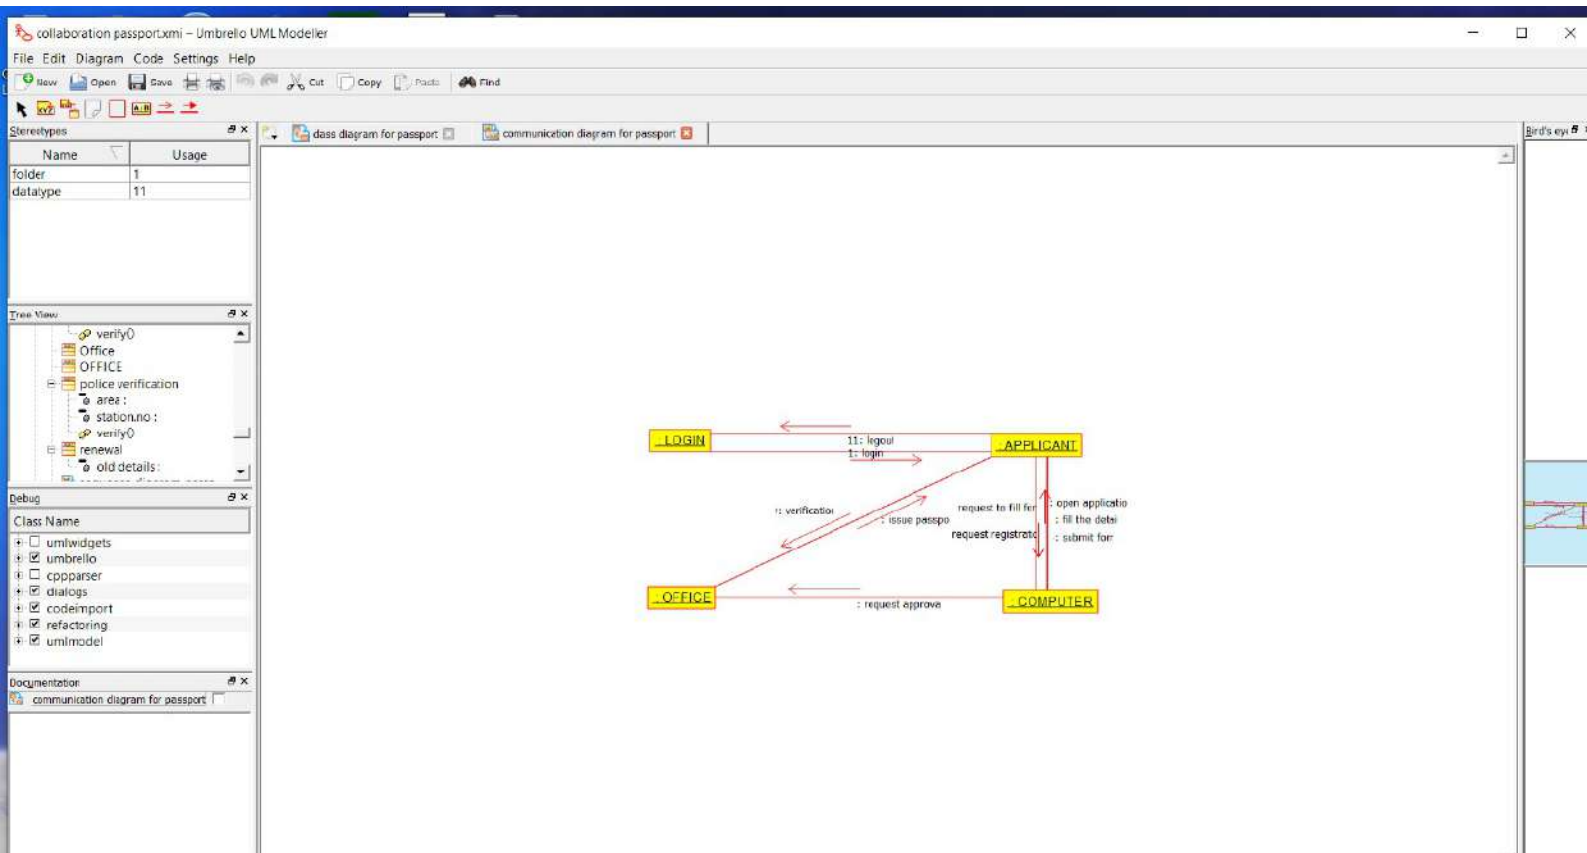 collaboration passport.xmi – Umbrello UML Modeller
File Edit Diagram Code Settings Help
New Open Save Cut Copy Paste Find
XYZ
A:B
Stereotypes
Name Usage
folder 1
datatype 11
class diagram for passport
communication diagram for passport
Bird's eye
Tree View
verify()
Office
OFFICE
police verification
area :
station.no :
verify()
renewal
old details :
Debug
Class Name
umlwidgets
umbrello
cppparser
dialogs
codeimport
refactoring
umlmodel
Documentation
communication diagram for passport
: LOGIN
11: logout
1: login
: APPLICANT
: verification
: issue passpo
request to fill for
request registratio
: open applicatio
: fill the detai
: submit forr
: OFFICE
: request approva
: COMPUTER